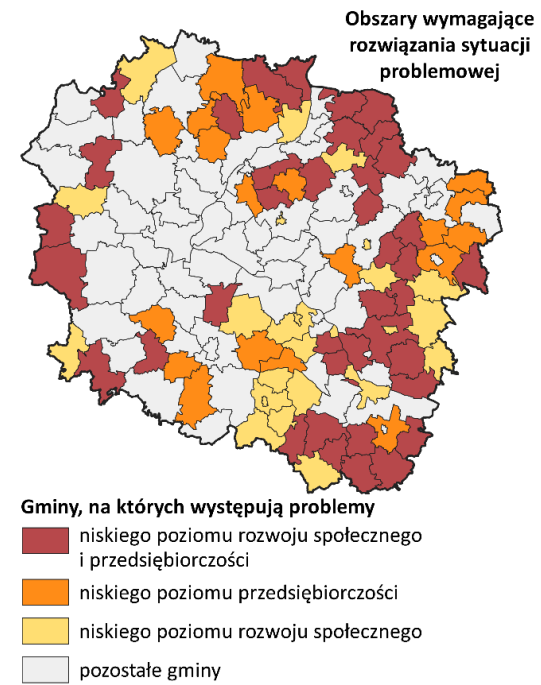 Obszary wymagające
rozwiązania sytuacji
problemowej
Gminy, na których występują problemy
niskiego poziomu rozwoju społecznego
i przedsiębiorczości
niskiego poziomu przedsiębiorczości
niskiego poziomu rozwoju społecznego
pozostałe gminy